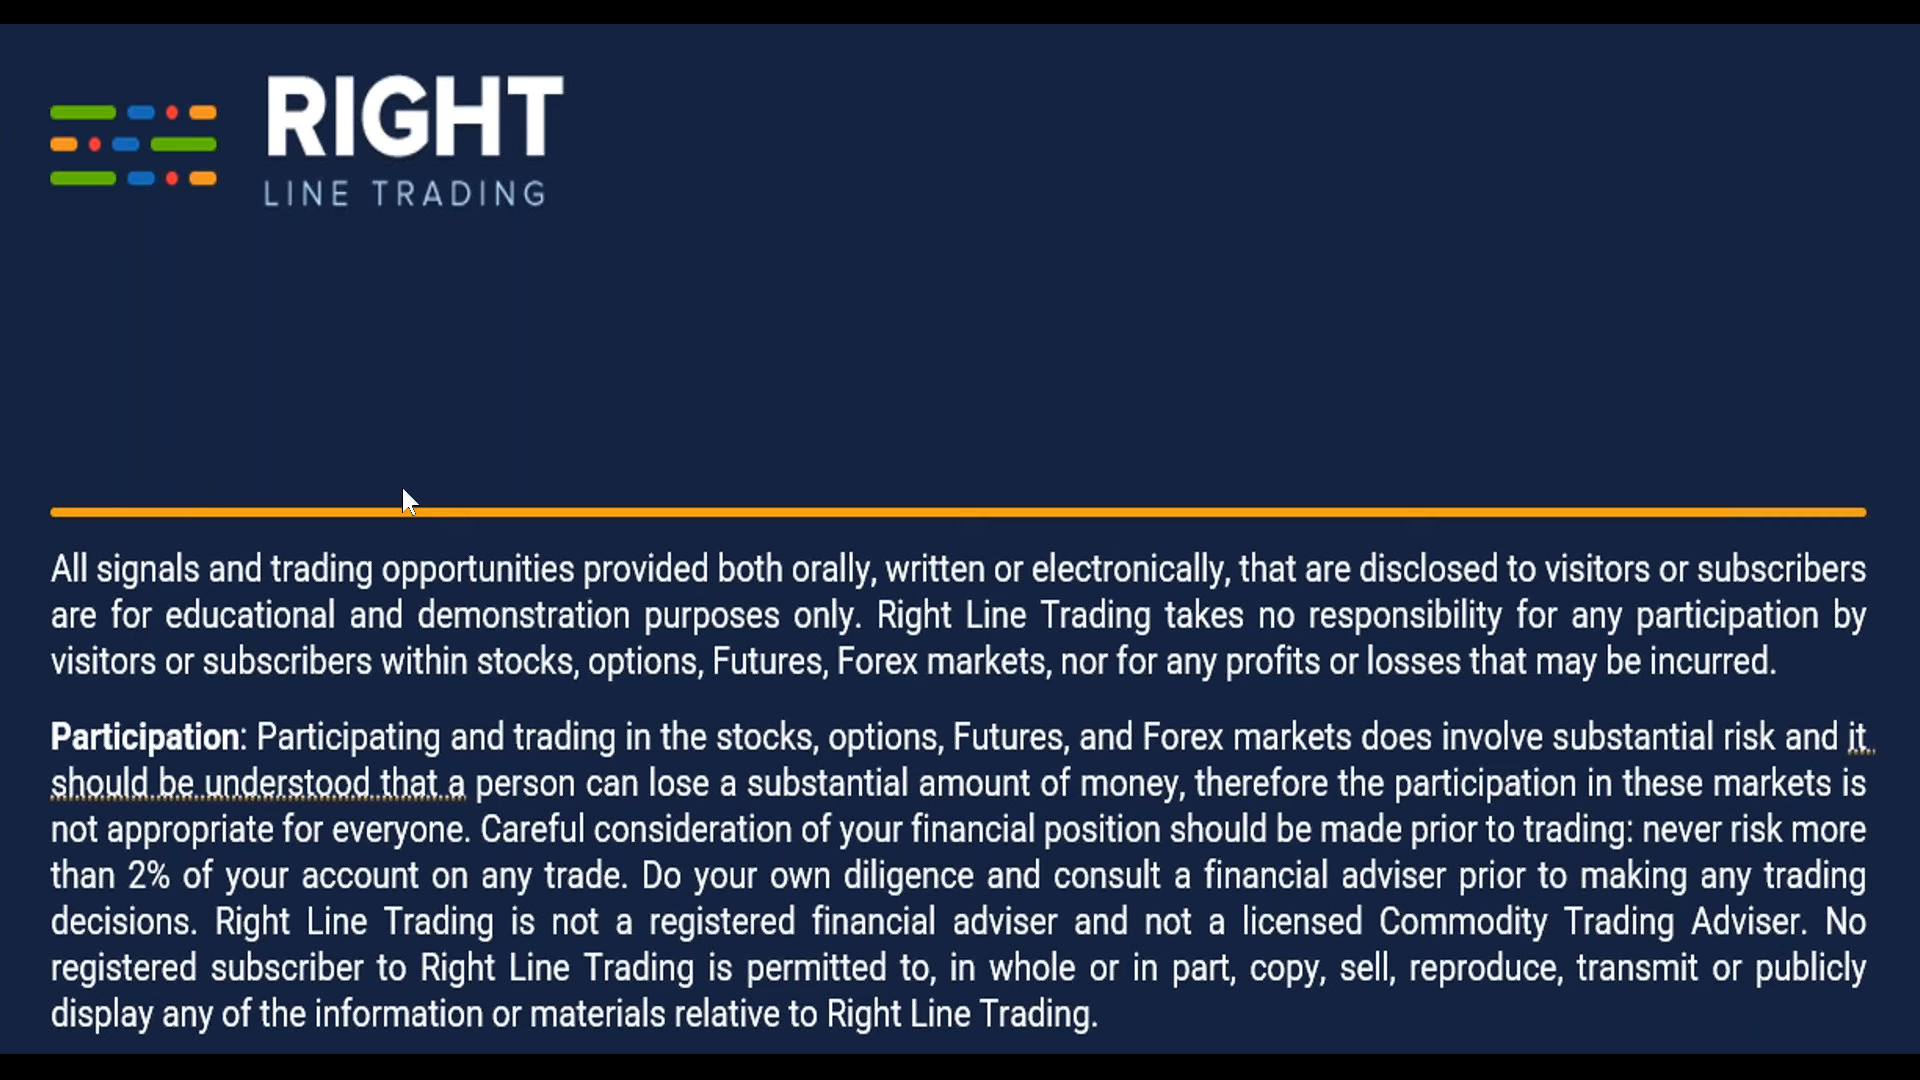 RIGHT
LINE TRADING
All signals and trading opportunities provided both orally, written or electronically, that are disclosed to visitors or subscribers
are for educational and demonstration purposes only. Right Line Trading takes no responsibility for any participation by
visitors or subscribers within stocks, options, Futures, Forex markets, nor for any profits or losses that may be incurred.
Participation: Participating and trading in the stocks, options, Futures, and Forex markets does involve substantial risk and it
should be understood that a person can lose a substantial amount of money, therefore the participation in these markets is
not appropriate for everyone. Careful consideration of your financial position should be made prior to trading: never risk more
than 2% of your account on any trade. Do your own diligence and consult a financial adviser prior to making any trading
decisions. Right Line Trading is not a registered financial adviser and not a licensed Commodity Trading Adviser. No
registered subscriber to Right Line Trading is permitted to, in whole or in part, copy, sell, reproduce, transmit or publicly
display any of the information or materials relative to Right Line Trading.